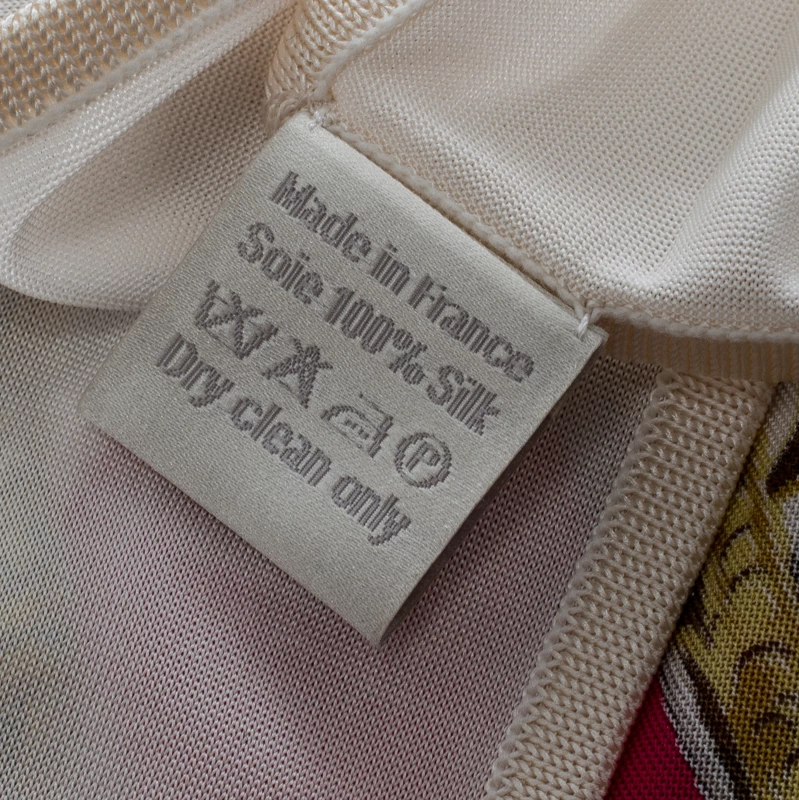 Made in France
Soie 100% Silk
P
Dry clean only